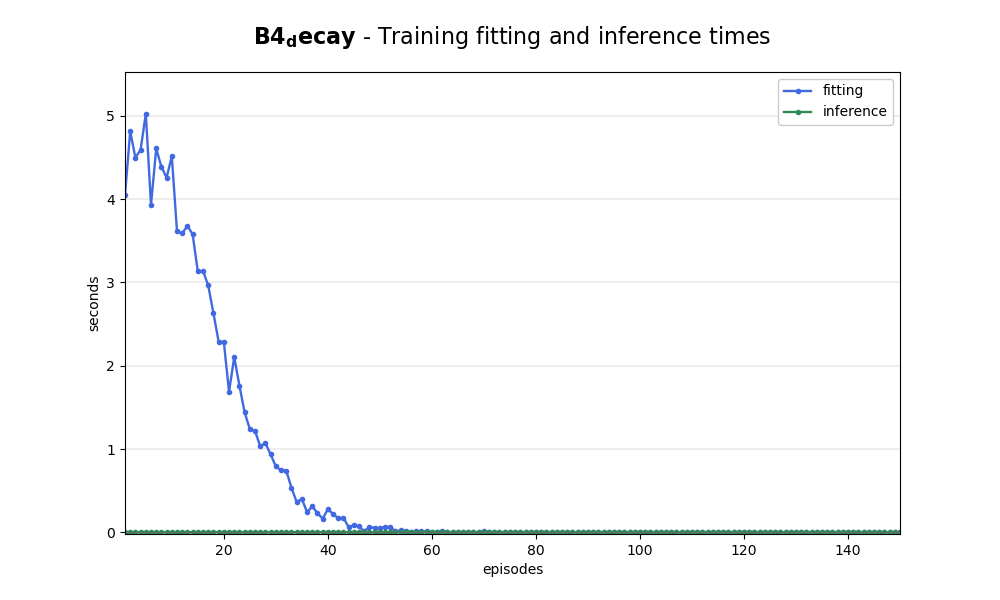 B4decay - Training fitting and inference times
fitting
inference
5
4
3
2
1
0
seconds
20 40 60 80 100 120 140
episodes